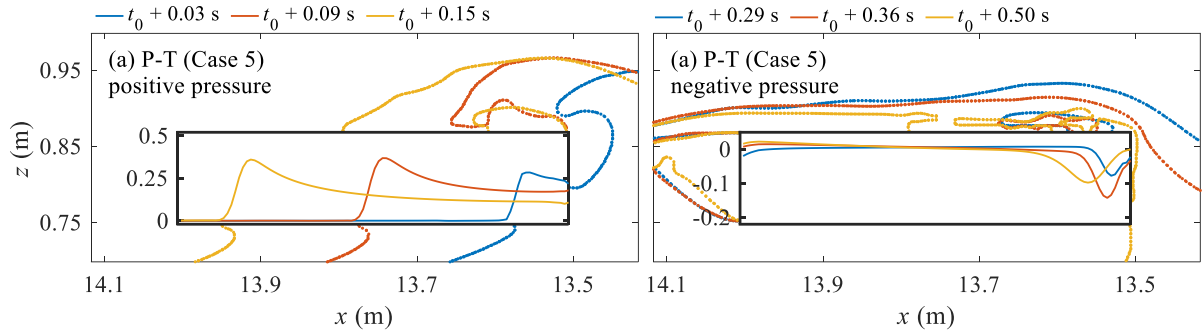 t0 + 0.03 s t0 + 0.09 s t0 + 0.15 s
(a) P-T (Case 5)
positive pressure
0.95
0.85
0.75
z (m)
0.5
0.25
0
14.1 13.9 13.7 13.5
x (m)
t0 + 0.29 s t0 + 0.36 s t0 + 0.50 s
(a) P-T (Case 5)
negative pressure
0
-0.1
-0.2
14.1 13.9 13.7 13.5
x (m)